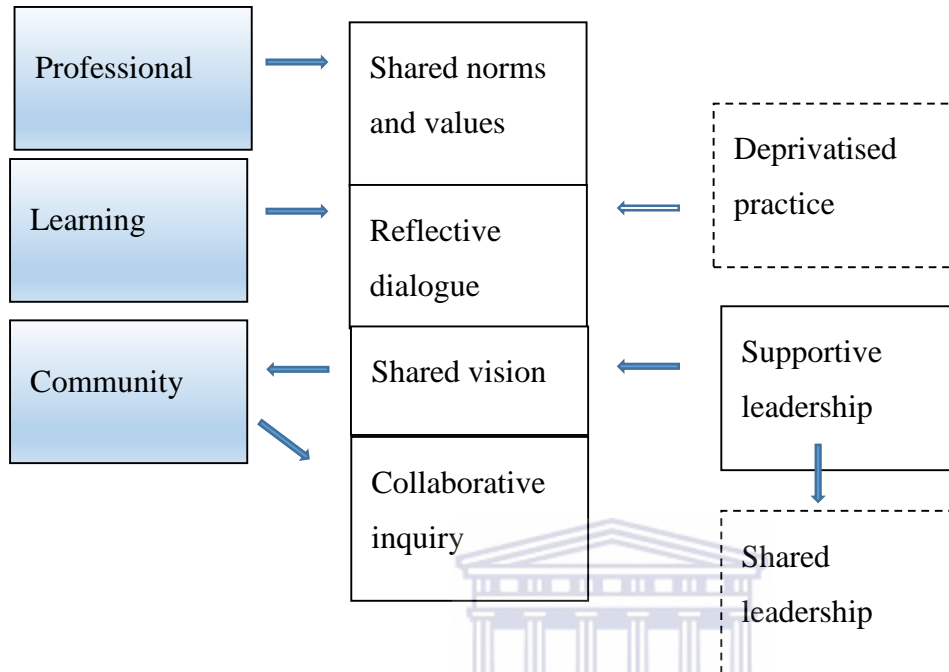 Professional
Learning
Community
Shared norms
and values
Reflective
dialogue
Shared vision
Collaborative
inquiry
Deprivatised
practice
Supportive
leadership
Shared
leadership